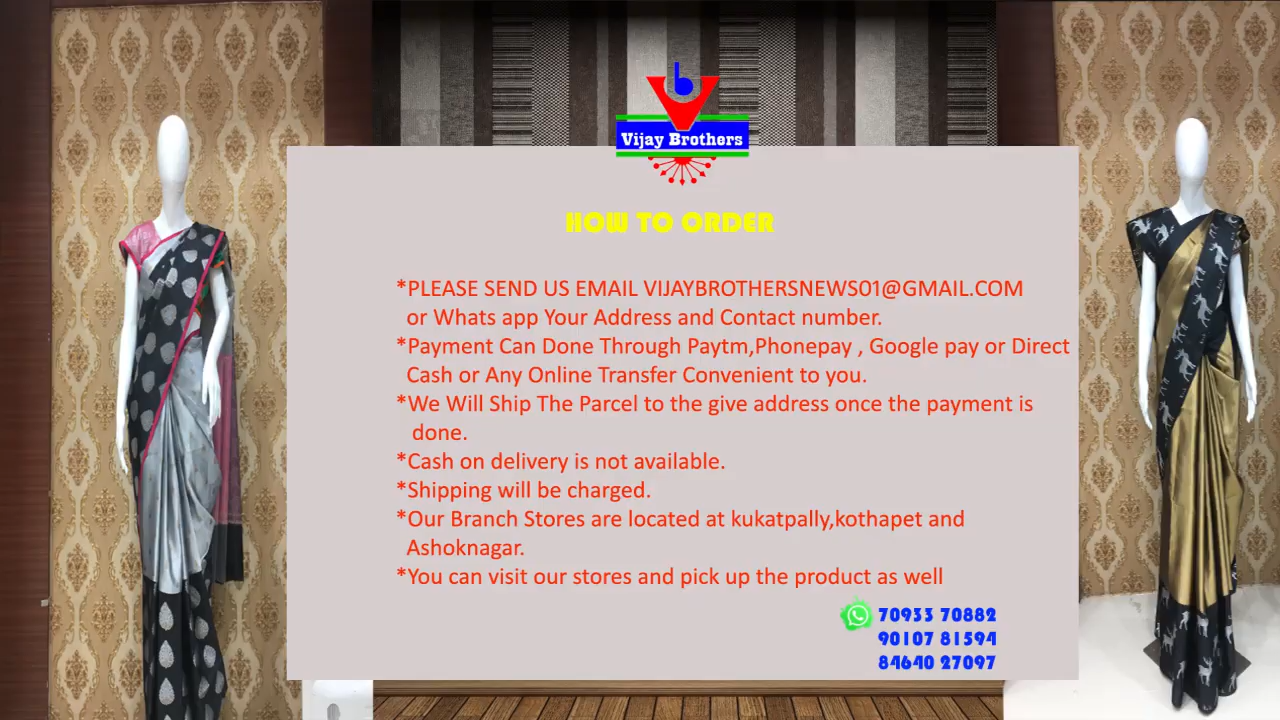 b
Vijay Brothers
HOW TO ORDER
*PLEASE SEND US EMAIL VIJAYBROTHERSNEWS01@GMAIL.COM
or Whats app Your Address and Contact number.
*Payment Can Done Through Paytm,Phonepay , Google pay or Direct
Cash or Any Online Transfer Convenient to you.
*We Will Ship The Parcel to the give address once the payment is
done.
*Cash on delivery is not available.
*Shipping will be charged.
*Our Branch Stores are located at kukatpally,kothapet and
Ashoknagar.
*You can visit our stores and pick up the product as well
70933 70882
90107 81594
84640 27097